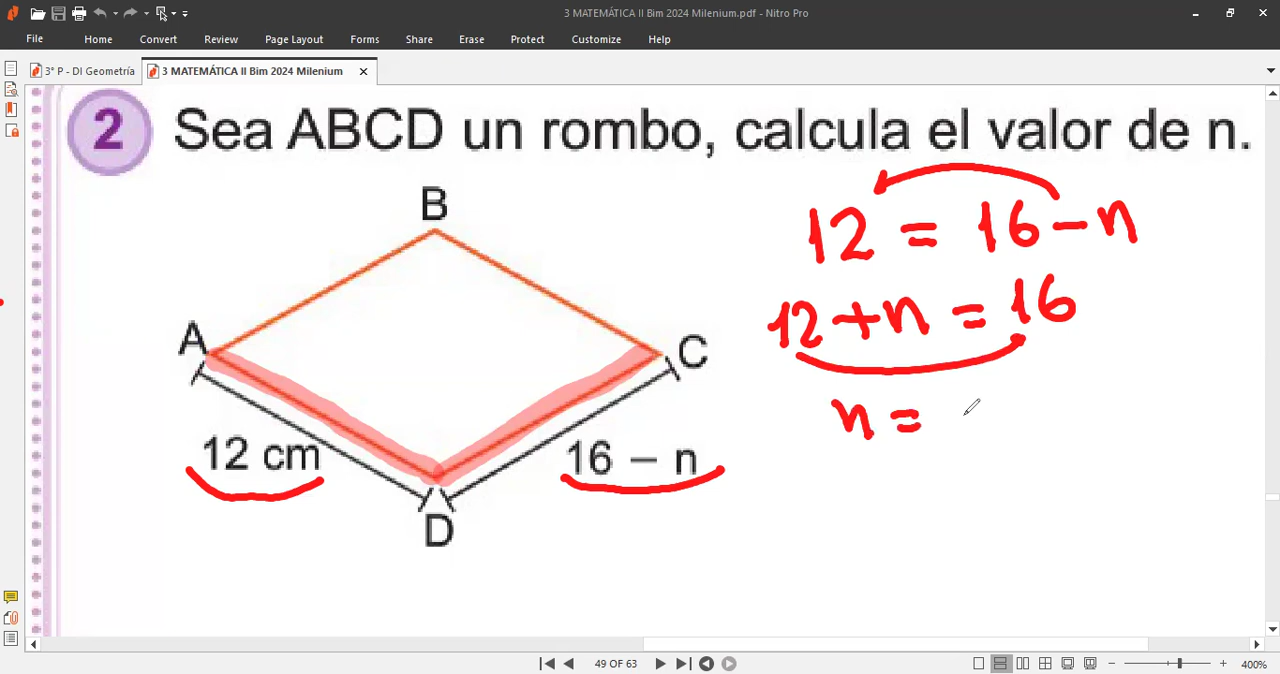 3 MATEMÁTICA II Bim 2024 Milenium.pdf - Nitro Pro
File Home Convert Review Page Layout Forms Share Erase Protect Customize Help
3° P - DI Geometría 3 MATEMÁTICA II Bim 2024 Milenium
2 Sea ABCD un rombo, calcula el valor de n.
B
12 = 16 - n
12 + n = 16
A
C
n =
12 cm
16 – n
D
49 OF 63
400%